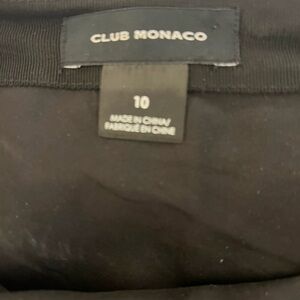 CLUB MONACO
10
MADE IN CHINA/
FABRIQUÉ EN CHINE